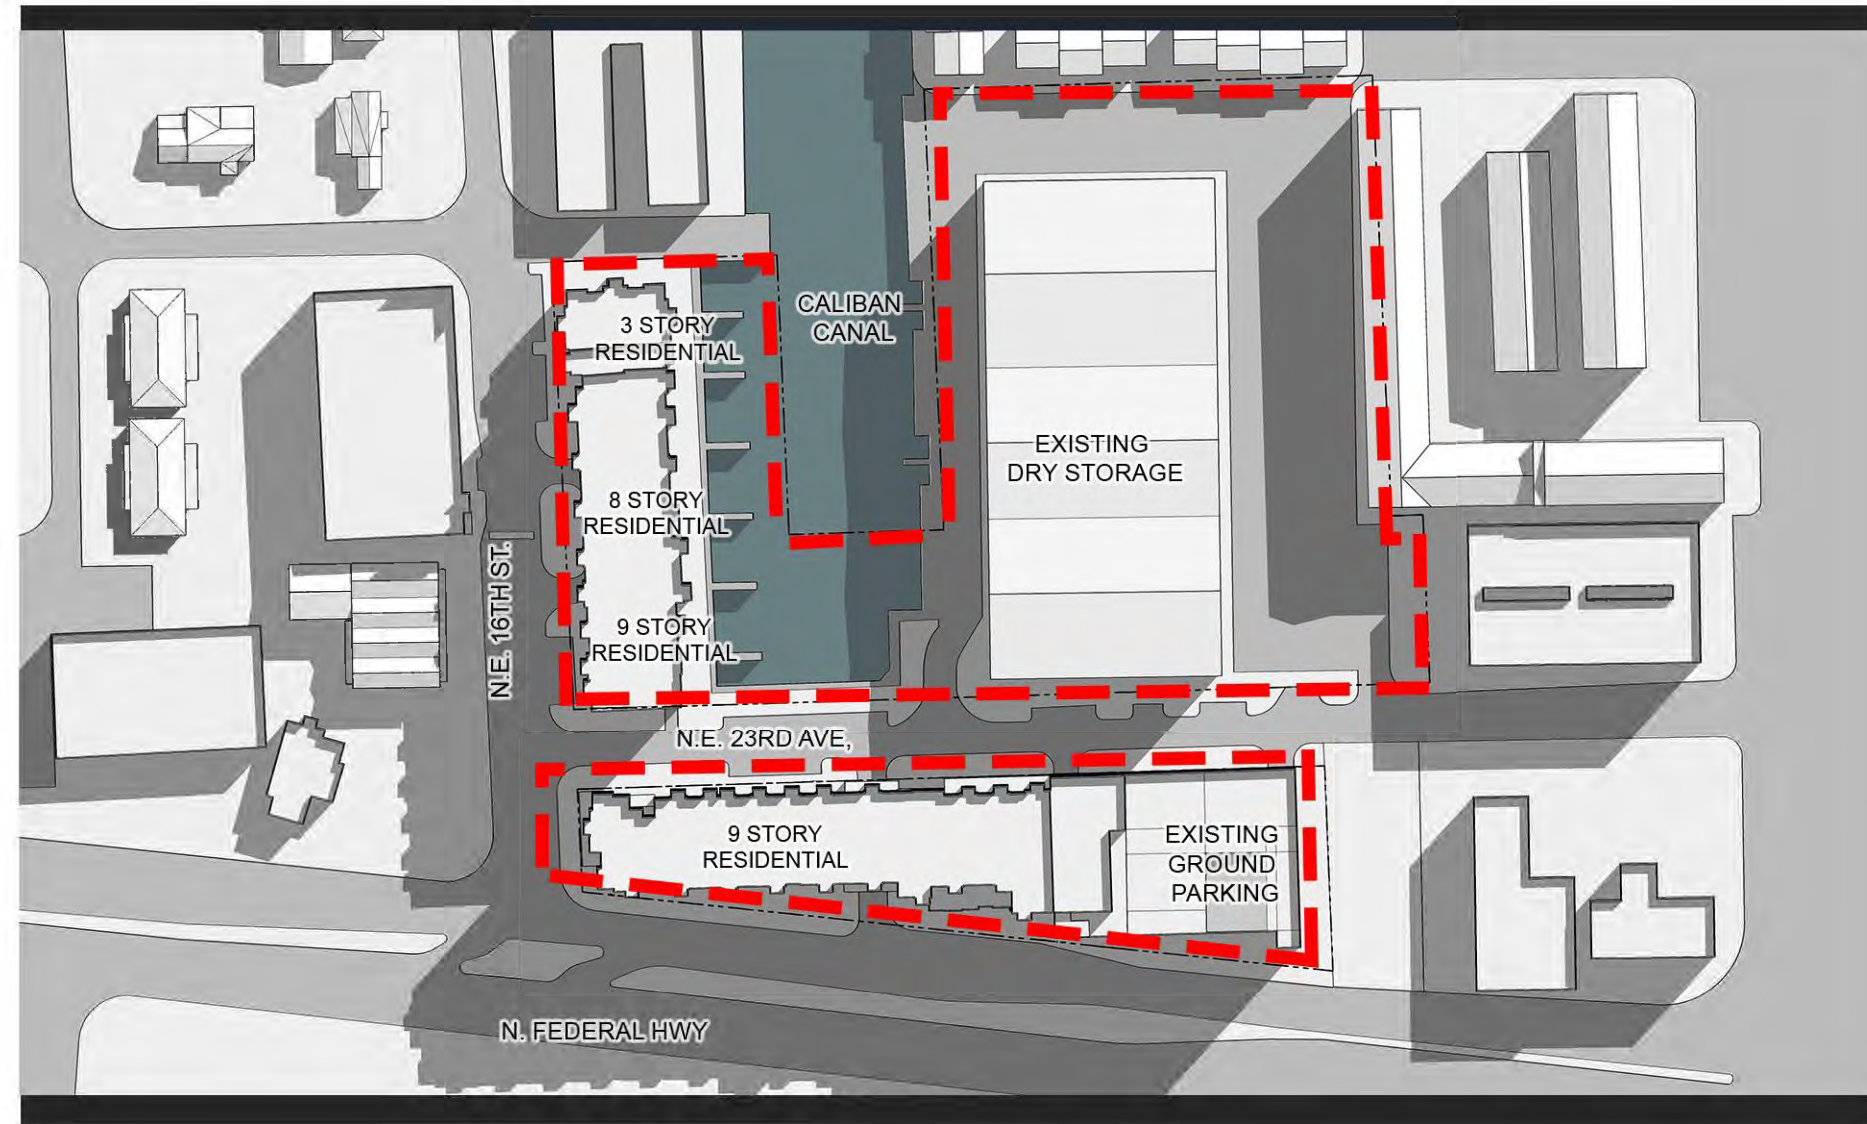 CALIBAN
CANAL
3 STORY
RESIDENTIAL
EXISTING
DRY STORAGE
8 STORY
RESIDENTIAL
N.E. 16TH ST.
9 STORY
RESIDENTIAL
N.E. 23RD AVE,
9 STORY
RESIDENTIAL
EXISTING
GROUND
PARKING
N. FEDERAL HWY